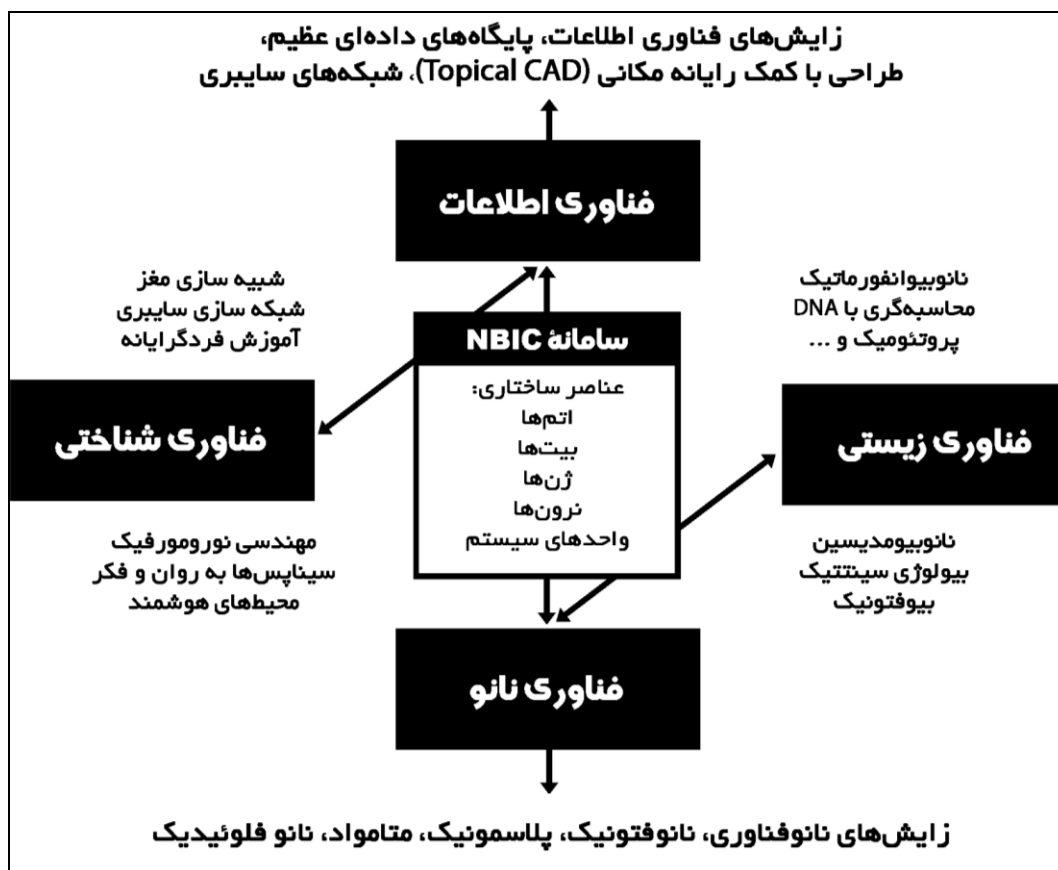 زایش‌های فناوری اطلاعات، پایگاه‌های داده‌ای عظیم،
طراحی با کمک رایانه مکانی (Topical CAD)، شبکه‌های سایبری
فناوری اطلاعات
نانوبیوانفورماتیک
محاسبه‌گری با DNA
پروتئومیک و ...
شبیه سازی مغز
شبکه سازی سایبری
آموزش فردگرایانه
سامانهٔ NBIC
عناصر ساختاری:
اتم‌ها
بیت‌ها
ژن‌ها
نرون‌ها
واحدهای سیستم
فناوری زیستی
فناوری شناختی
نانوبیومدیسین
بیولوژی سینتتیک
بیوفتونیک
مهندسی نورومورفیک
سیناپس‌ها به روان و فکر
محیط‌های هوشمند
فناوری نانو
زایش‌های نانوفناوری، نانوفتونیک، پلاسمونیک، متامواد، نانو فلوئیدیک